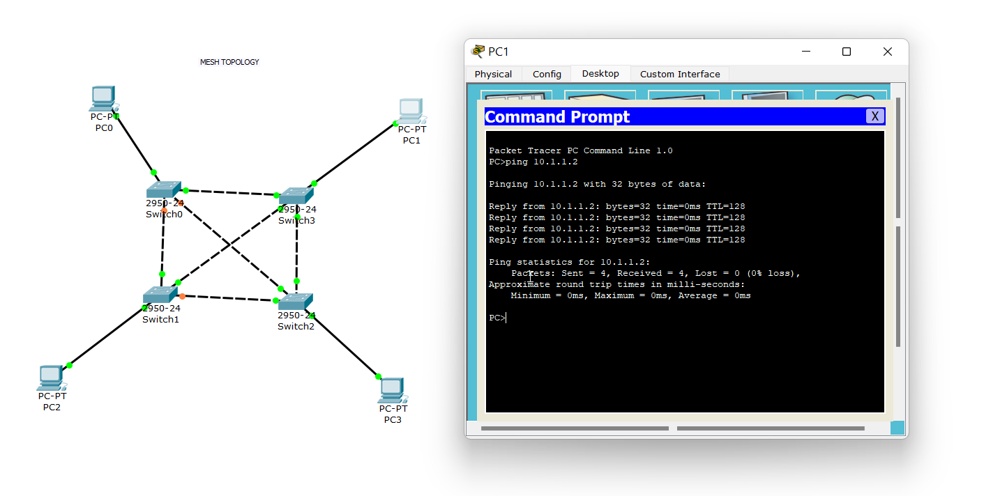 MESH TOPOLOGY
PC-PT
PC0
PC-PT
PC1
2950-24
Switch0
2950-24
Switch3
2950-24
Switch1
2950-24
Switch2
PC-PT
PC2
PC-PT
PC3
PC1
Physical Config Desktop Custom Interface
Command Prompt X
Packet Tracer PC Command Line 1.0
PC>ping 10.1.1.2
Pinging 10.1.1.2 with 32 bytes of data:
Reply from 10.1.1.2: bytes=32 time=0ms TTL=128
Reply from 10.1.1.2: bytes=32 time=0ms TTL=128
Reply from 10.1.1.2: bytes=32 time=0ms TTL=128
Reply from 10.1.1.2: bytes=32 time=0ms TTL=128
Ping statistics for 10.1.1.2:
Packets: Sent = 4, Received = 4, Lost = 0 (0% loss),
Approximate round trip times in milli-seconds:
Minimum = 0ms, Maximum = 0ms, Average = 0ms
PC>